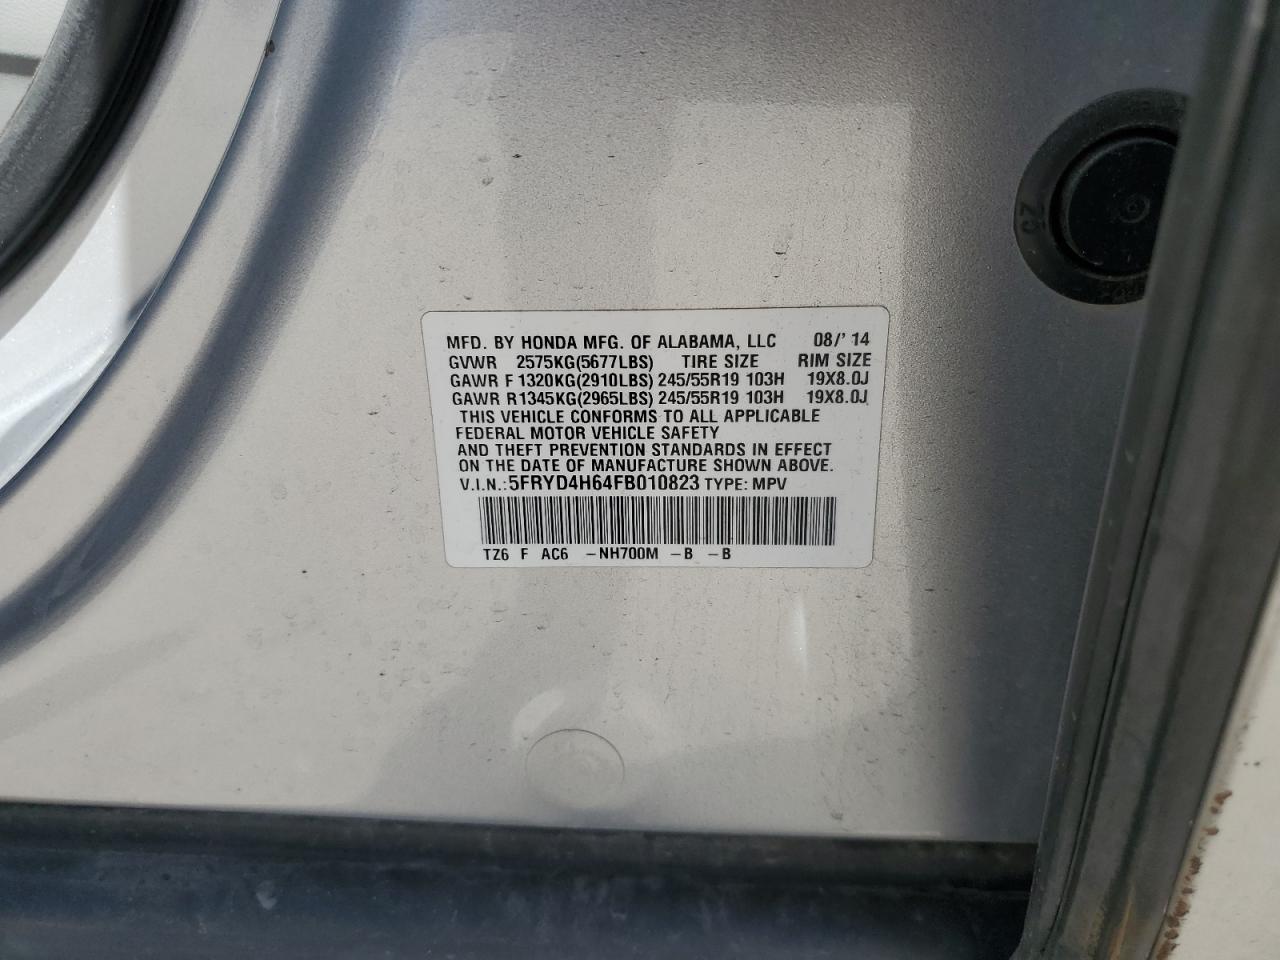 MFD. BY HONDA MFG. OF ALABAMA, LLC 08/'14
GVWR 2575KG(5677LBS) TIRE SIZE RIM SIZE
GAWR F 1320KG(2910LBS) 245/55R19 103H 19X8.0J
GAWR R1345KG(2965LBS) 245/55R19 103H 19X8.0J
THIS VEHICLE CONFORMS TO ALL APPLICABLE
FEDERAL MOTOR VEHICLE SAFETY
AND THEFT PREVENTION STANDARDS IN EFFECT
ON THE DATE OF MANUFACTURE SHOWN ABOVE.
V.I.N.: 5FRYD4H64FB010823 TYPE: MPV
TZ6 F AC6 -NH700M -B -B
25